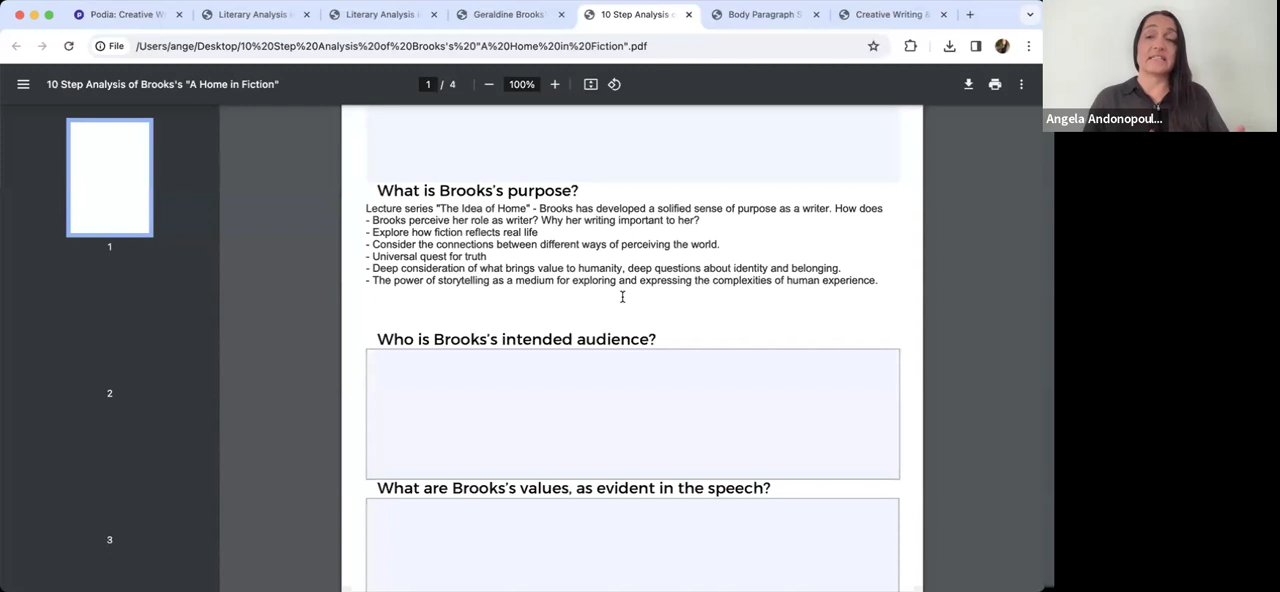 Podia: Creative W
Literary Analysis
Literary Analysis
Geraldine Brooks'
10 Step Analysis o
Body Paragraph S
Creative Writing &
File
/Users/ange/Desktop/10%20Step%20Analysis%20of%20Brooks's%20"A%20Home%20in%20Fiction".pdf
10 Step Analysis of Brooks's "A Home in Fiction"
1 / 4
100%
Angela Andonopoul...
What is Brooks's purpose?
Lecture series "The Idea of Home" - Brooks has developed a solified sense of purpose as a writer. How does
- Brooks perceive her role as writer? Why her writing important to her?
- Explore how fiction reflects real life
- Consider the connections between different ways of perceiving the world.
- Universal quest for truth
- Deep consideration of what brings value to humanity, deep questions about identity and belonging.
- The power of storytelling as a medium for exploring and expressing the complexities of human experience.
Who is Brooks's intended audience?
What are Brooks's values, as evident in the speech?
1
2
3